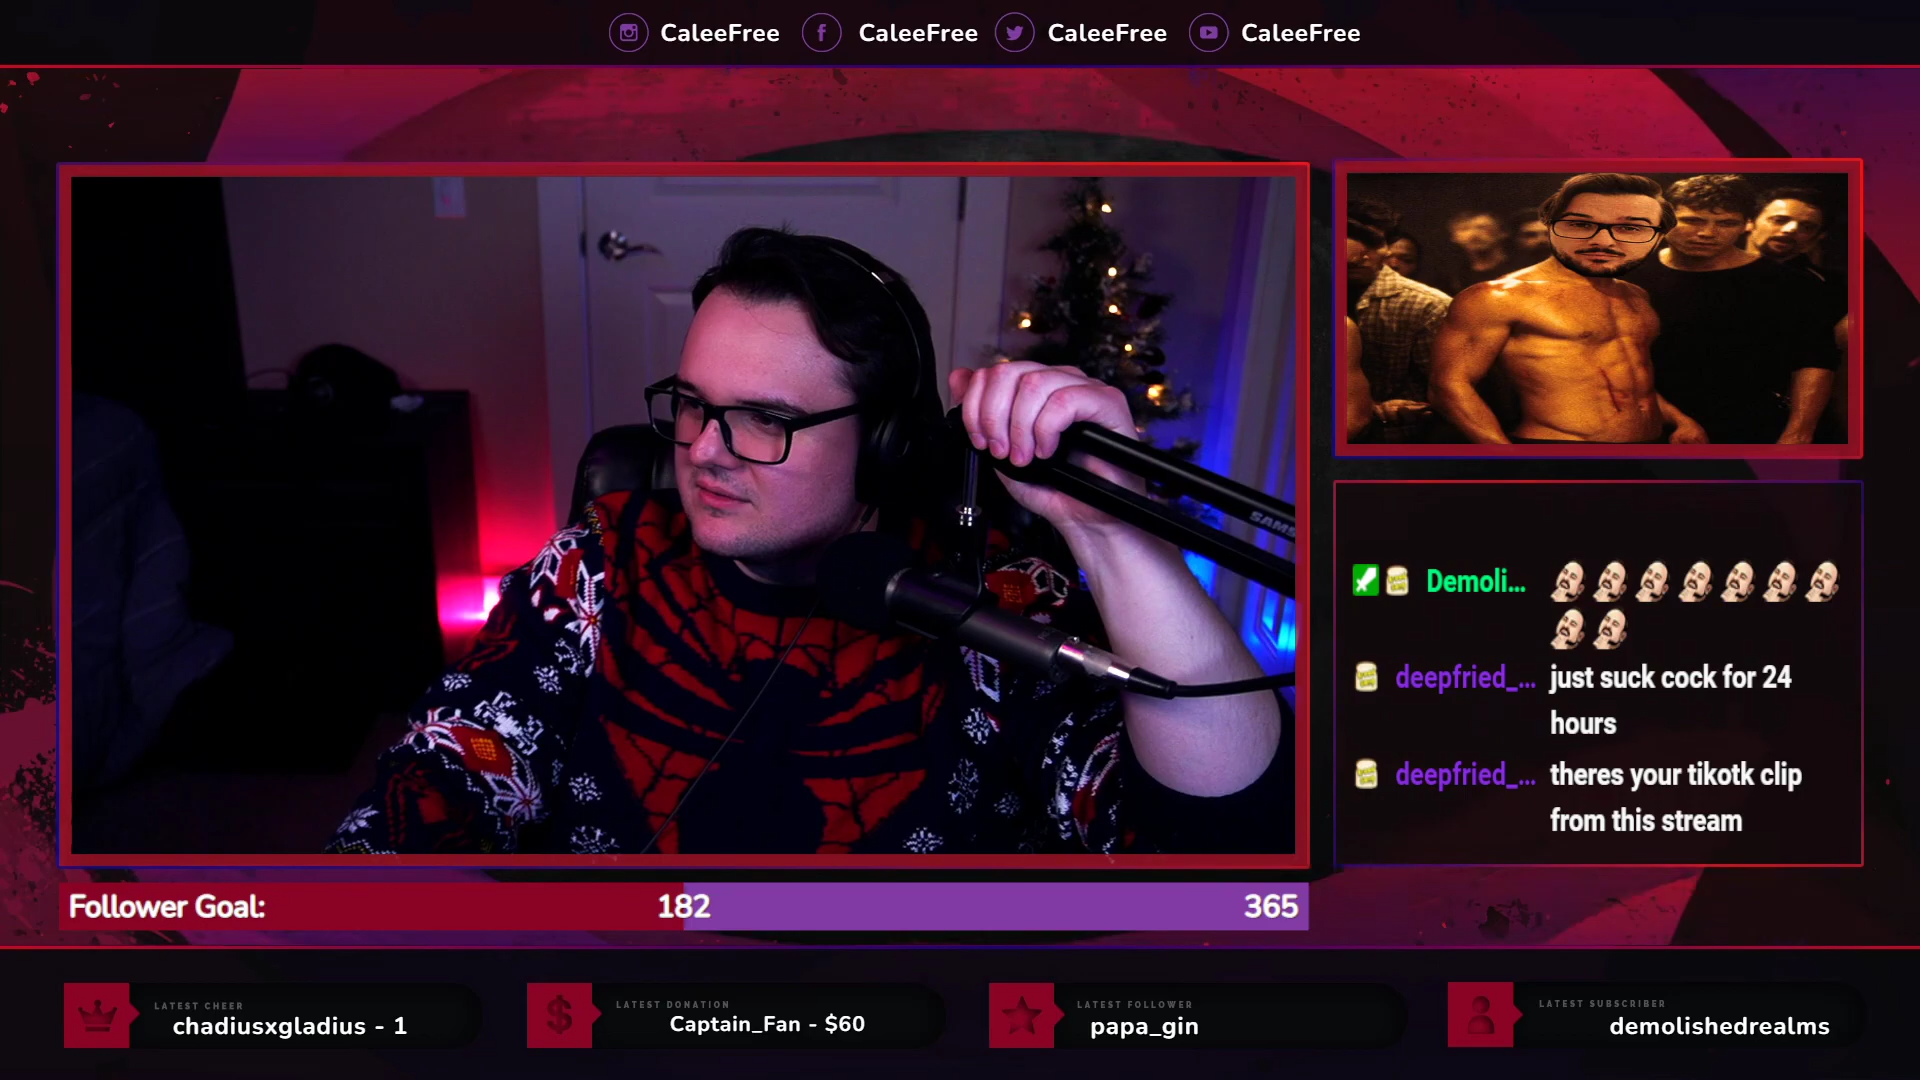 CaleeFree CaleeFree CaleeFree CaleeFree
SAMS
Demoli...
deepfried_... just suck cock for 24
hours
deepfried_... theres your tikotk clip
from this stream
Follower Goal: 182 365
LATEST CHEER
chadiusxgladius - 1
LATEST DONATION
Captain_Fan - $60
LATEST FOLLOWER
papa_gin
LATEST SUBSCRIBER
demolishedrealms